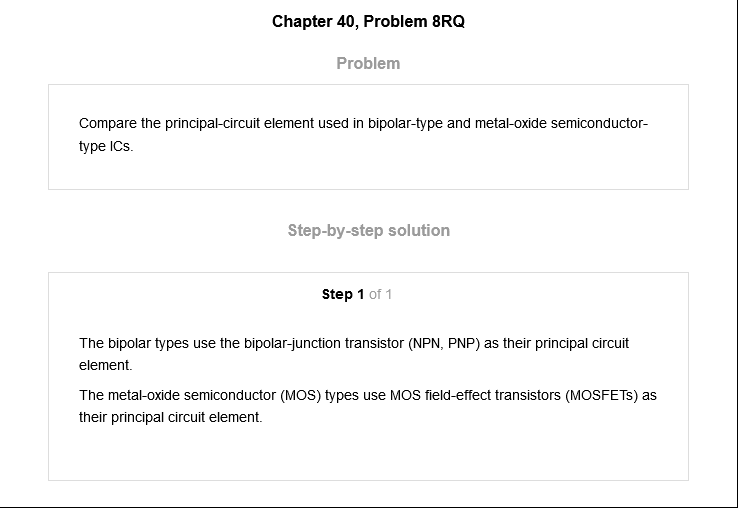 Chapter 40, Problem 8RQ
Problem
Compare the principal-circuit element used in bipolar-type and metal-oxide semiconductor-
type ICs.
Step-by-step solution
Step 1 of 1
The bipolar types use the bipolar-junction transistor (NPN, PNP) as their principal circuit
element.
The metal-oxide semiconductor (MOS) types use MOS field-effect transistors (MOSFETs) as
their principal circuit element.